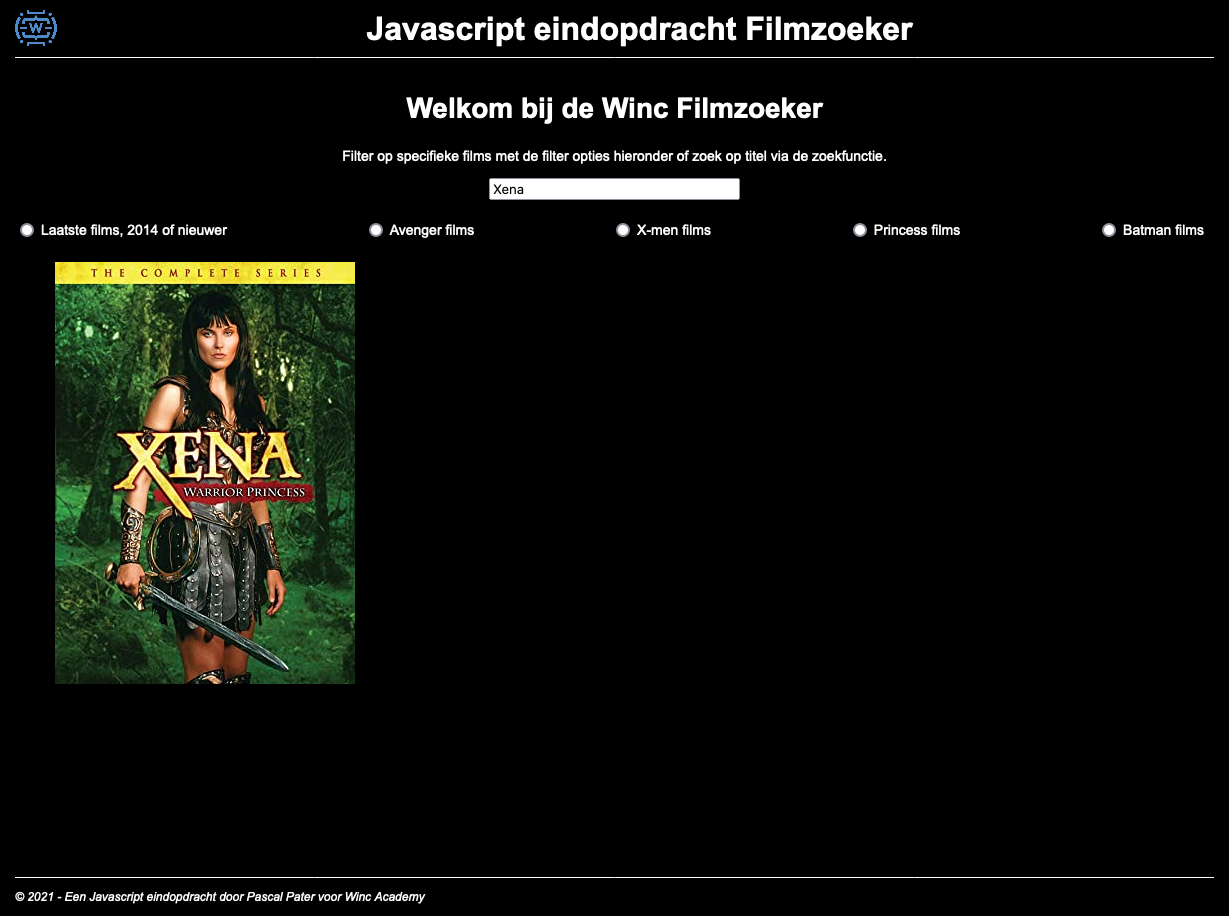 W
Javascript eindopdracht Filmzoeker
Welkom bij de Winc Filmzoeker
Filter op specifieke films met de filter opties hieronder of zoek op titel via de zoekfunctie.
Xena
Laatste films, 2014 of nieuwer
Avenger films
X-men films
Princess films
Batman films
THE COMPLETE SERIES
XENA
WARRIOR PRINCESS
© 2021 - Een Javascript eindopdracht door Pascal Pater voor Winc Academy